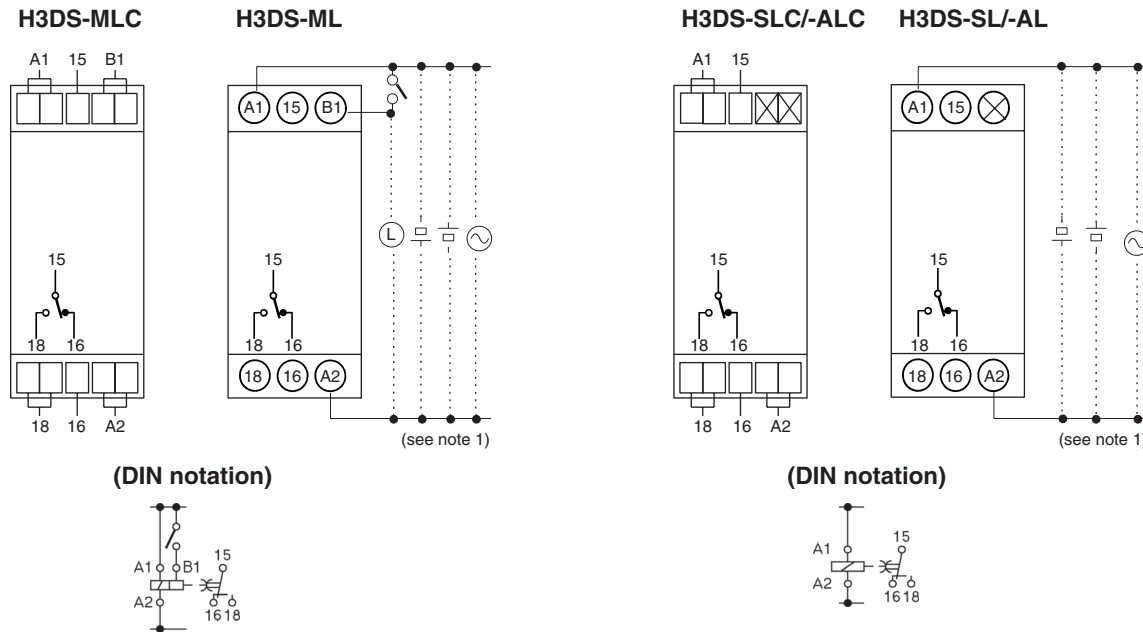 H3DS-MLC
H3DS-ML
H3DS-SLC/-ALC
H3DS-SL/-AL
A1 15 B1
A1 15 B1
A1 15
A1 15
L
15
18 16
15
18 16
15
18 16
15
18 16
18 16 A2
18 16 A2
18 16 A2
18 16 A2
(see note 1)
(see note 1)
(DIN notation)
(DIN notation)
15
A1 B1
A2
16 18
15
A1
A2
16 18